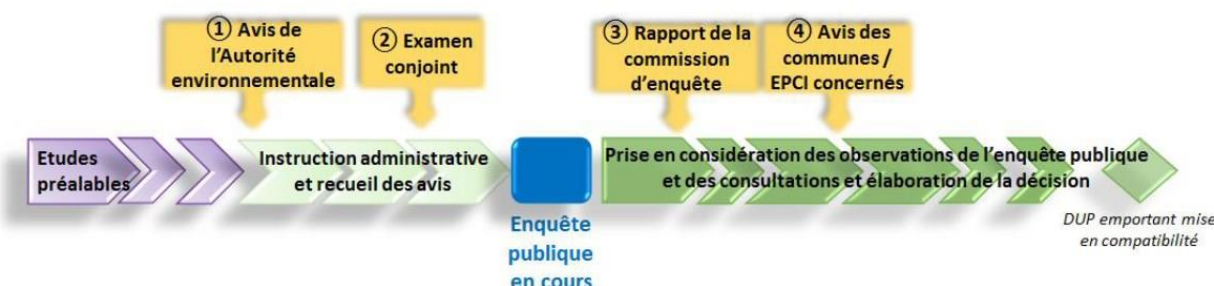 ① Avis de
l'Autorité
environnementale
② Examen
conjoint
③ Rapport de la
commission
d'enquête
④ Avis des
communes /
EPCI concernés
Etudes
préalables
Instruction administrative
et recueil des avis
Prise en considération des observations de l'enquête publique
et des consultations et élaboration de la décision
Enquête
publique
en cours
DUP emportant mise
en compatibilité